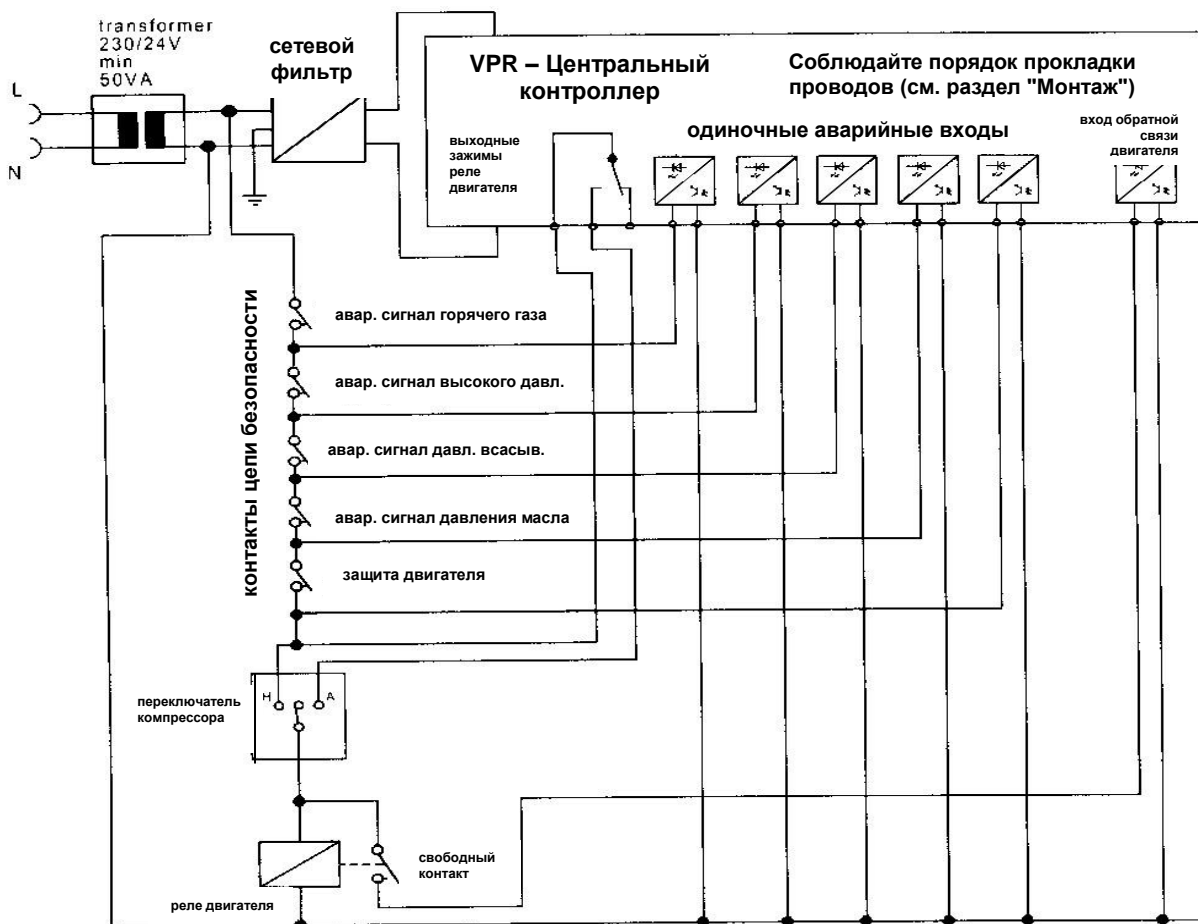 transformer
230/24V
min
50VA
L
N
сетевой
фильтр
VPR – Центральный
контроллер
Соблюдайте порядок прокладки
проводов (см. раздел "Монтаж")
выходные
зажимы
реле
двигателя
одиночные аварийные входы
вход обратной
связи
двигателя
контакты цепи безопасности
авар. сигнал горячего газа
авар. сигнал высокого давл.
авар. сигнал давл. всасыв.
авар. сигнал давления масла
защита двигателя
переключатель
компрессора
H
A
свободный
контакт
реле двигателя